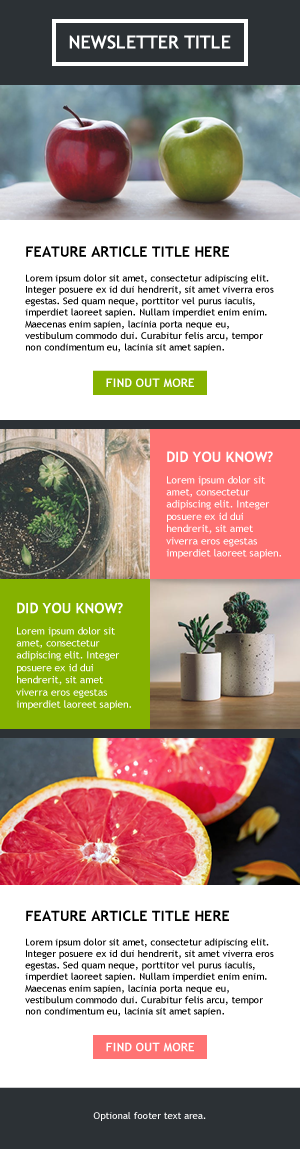 NEWSLETTER TITLE
FEATURE ARTICLE TITLE HERE
Lorem ipsum dolor sit amet, consectetur adipiscing elit.
Integer posuere ex id dui hendrerit, sit amet viverra eros
egestas. Sed quam neque, porttitor vel purus iaculis,
imperdiet viverra orci. Nullam imperdiet enim enim.
Maecenas enim sapien, lacinia porta neque eu,
vestibulum commodo dui. Curabitur felis arcu, tempor
non condimentum eu, lacinia sit amet sapien.
FIND OUT MORE
DID YOU KNOW?
Lorem ipsum dolor sit
amet, consectetur
adipiscing elit. Integer
posuere ex id dui
hendrerit, sit amet
viverra eros egestas
imperdiet sit amet sapien.
DID YOU KNOW?
Lorem ipsum dolor sit
amet, consectetur
adipiscing elit. Integer
posuere ex id dui
hendrerit, sit amet
viverra eros egestas
imperdiet sit amet sapien.
FEATURE ARTICLE TITLE HERE
Lorem ipsum dolor sit amet, consectetur adipiscing elit.
Integer posuere ex id dui hendrerit, sit amet viverra eros
egestas. Sed quam neque, porttitor vel purus iaculis,
imperdiet viverra orci. Nullam imperdiet enim enim.
Maecenas enim sapien, lacinia porta neque eu,
vestibulum commodo dui. Curabitur felis arcu, tempor
non condimentum eu, lacinia sit amet sapien.
FIND OUT MORE
Optional footer text area.